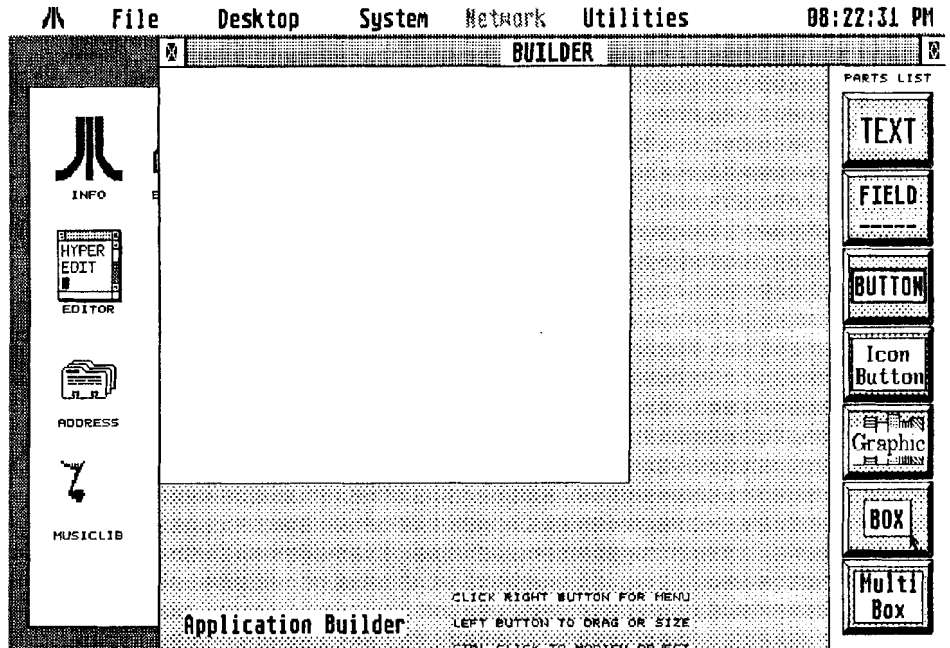 File Desktop System Network Utilities 08:22:31 PM
BUILDER
PARTS LIST
INFO
HYPER
EDIT
EDITOR
ADDRESS
MUSICLIB
TEXT
FIELD
BUTTON
Icon
Button
Graphic
BOX
Multi
Box
CLICK RIGHT BUTTON FOR MENU
Application Builder
LEFT BUTTON TO DRAG OR SIZE